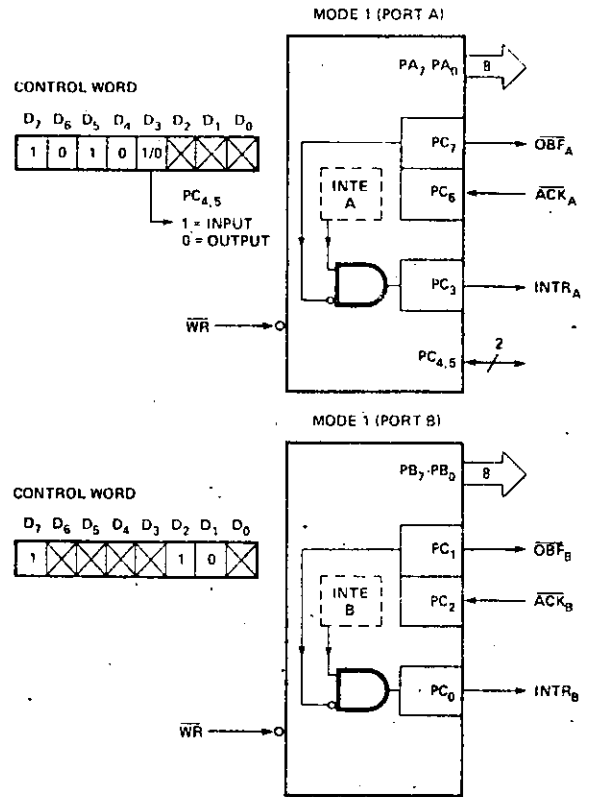 MODE 1 (PORT A)
PA7 PA0
8
CONTROL WORD
D7 D6 D5 D4 D3 D2 D1 D0
1 0 1 0 1/0
PC4,5
1 = INPUT
0 = OUTPUT
PC7
OBFA
INTE A
PC6
ACKA
PC3
INTRA
WR
PC4,5
2
MODE 1 (PORT B)
PB7-PB0
8
CONTROL WORD
D7 D6 D5 D4 D3 D2 D1 D0
1 1 0
PC1
OBFB
INTE B
PC2
ACKB
PC0
INTRB
WR